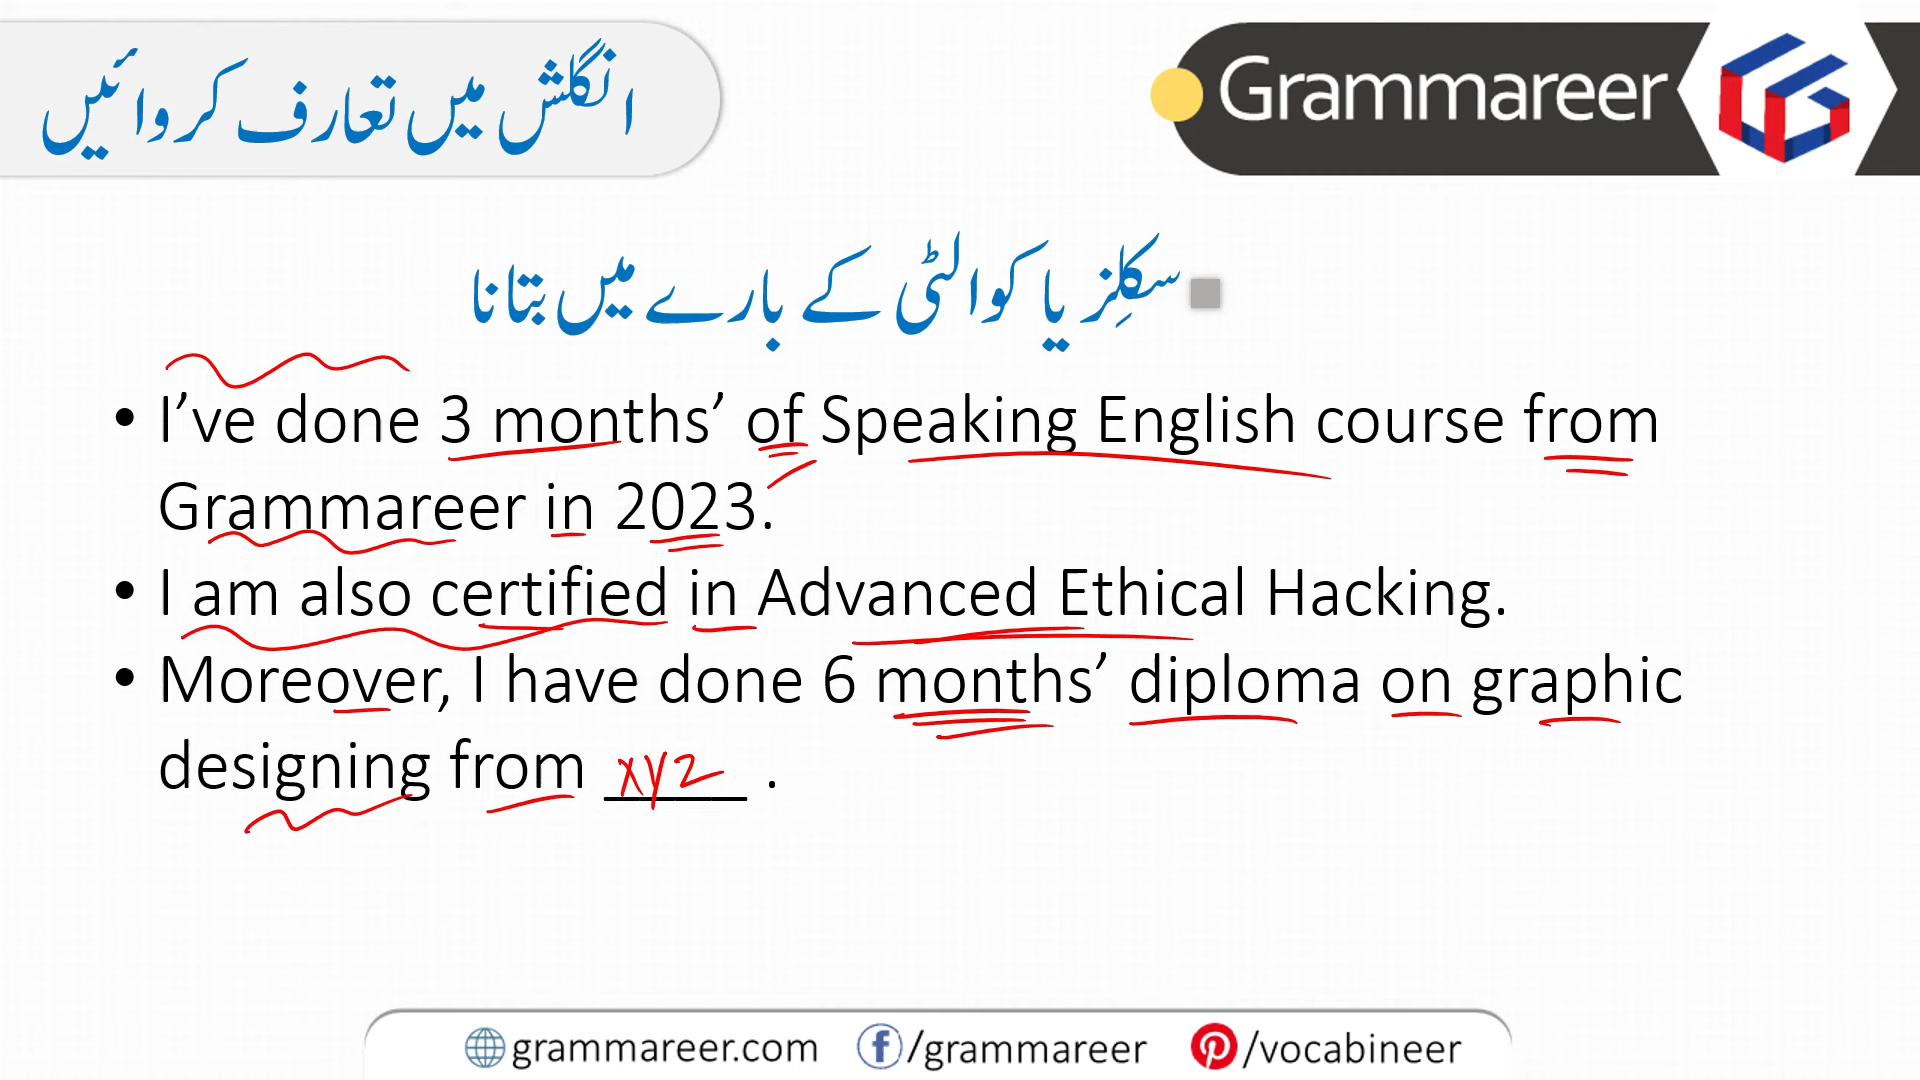 انگلش میں تعارف کروائیں
Grammareer
سکلِز یا کوالٹی کے بارے میں بتانا
• I’ve done 3 months’ of Speaking English course from
Grammareer in 2023.
• I am also certified in Advanced Ethical Hacking.
• Moreover, I have done 6 months’ diploma on graphic
designing from xyz .
grammareer.com /grammareer /vocabineer